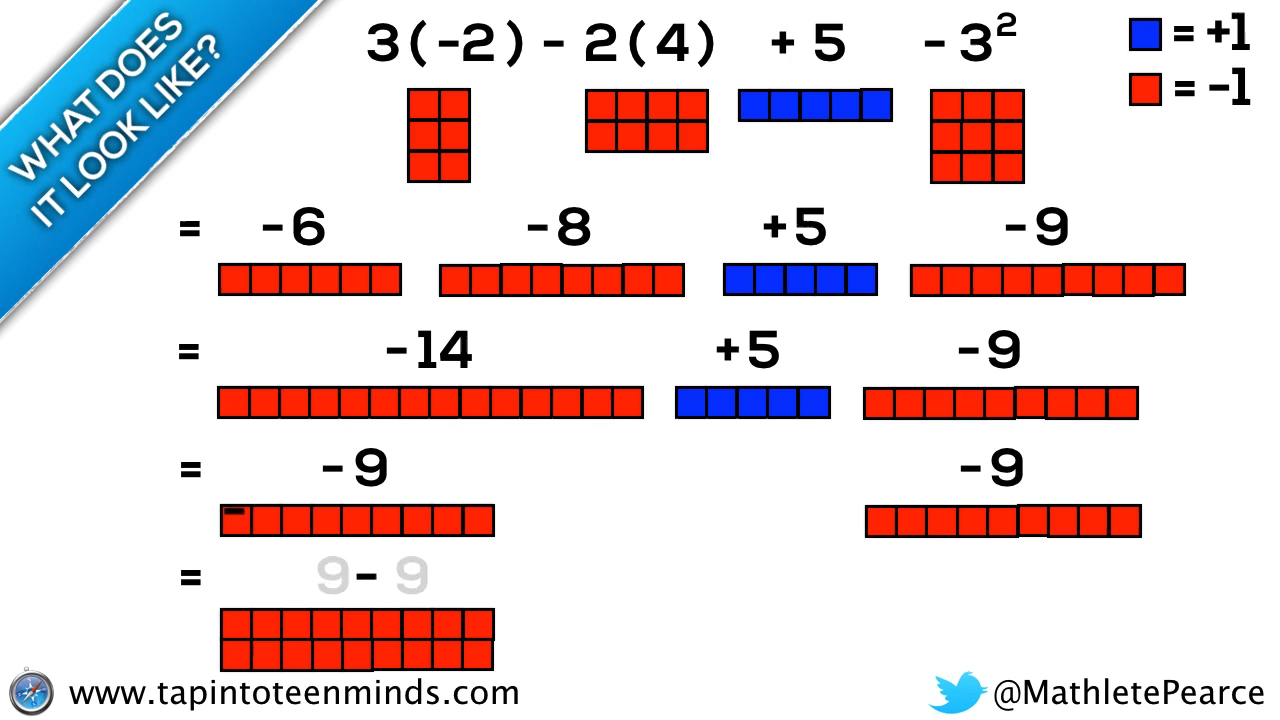 WHAT DOES
IT LOOK LIKE?
3(-2) - 2(4) + 5 - 3²
= +1
= -1
= -6 -8 +5 -9
= -14 +5 -9
= -9 -9
= 9 - 9
www.tapintoteenminds.com
@MathletePearce